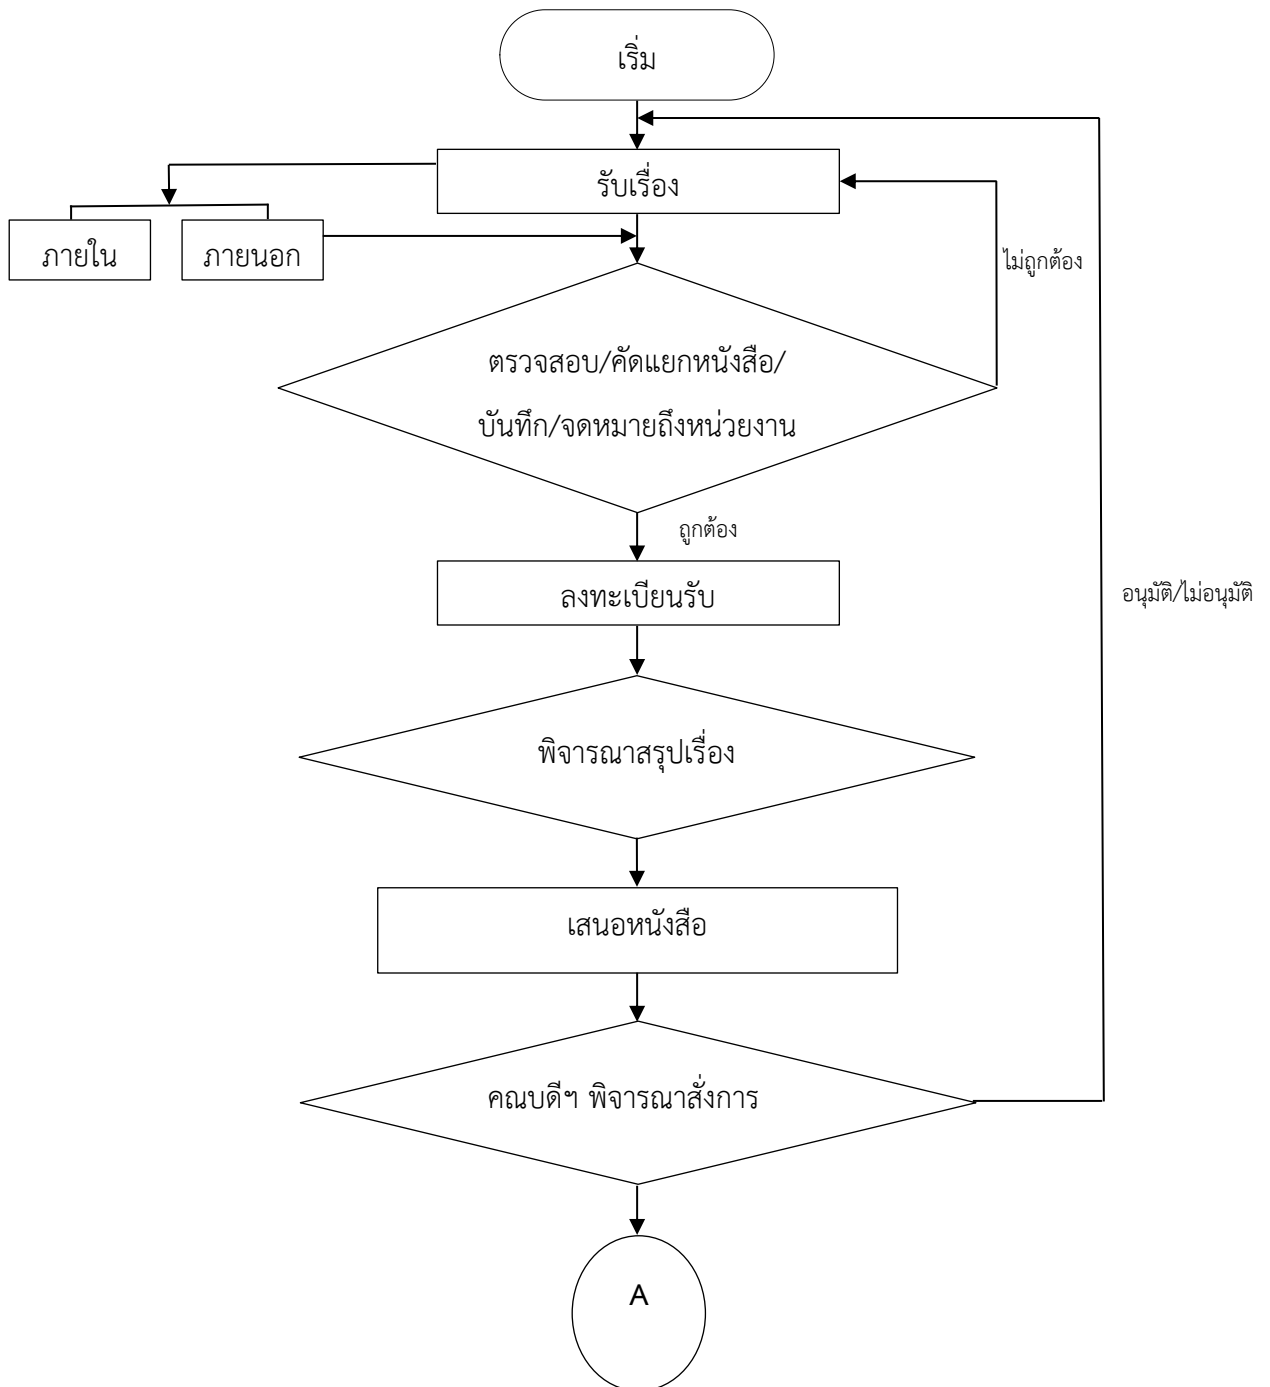 เริ่ม
รับเรื่อง
ภายใน
ภายนอก
ไม่ถูกต้อง
ตรวจสอบ/คัดแยกหนังสือ/
บันทึก/จดหมายถึงหน่วยงาน
ถูกต้อง
ลงทะเบียนรับ
อนุมัติ/ไม่อนุมัติ
พิจารณาสรุปเรื่อง
เสนอหนังสือ
คณบดีฯ พิจารณาสั่งการ
A